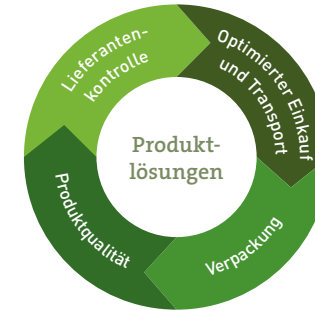 Lieferanten-
kontrolle
Optimierter Einkauf
und Transport
Produkt-
lösungen
Verpackung
Produktqualität